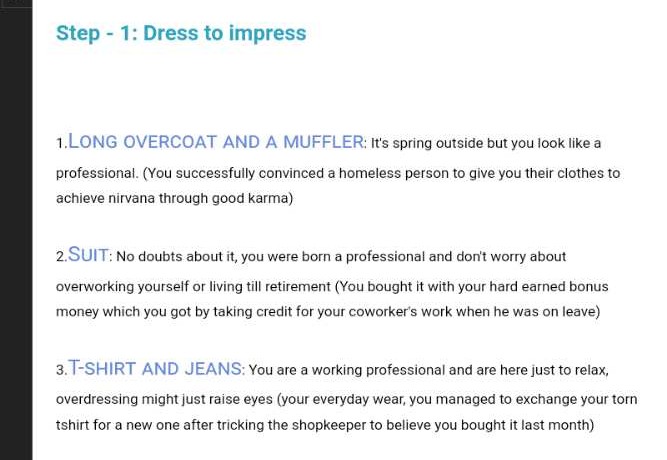 Step - 1: Dress to impress
1.LONG OVERCOAT AND A MUFFLER: It's spring outside but you look like a
professional. (You successfully convinced a homeless person to give you their clothes to
achieve nirvana through good karma)
2.SUIT: No doubts about it, you were born a professional and don't worry about
overworking yourself or living till retirement (You bought it with your hard earned bonus
money which you got by taking credit for your coworker's work when he was on leave)
3.T-SHIRT AND JEANS: You are a working professional and are here just to relax,
overdressing might just raise eyes (your everyday wear, you managed to exchange your torn
tshirt for a new one after tricking the shopkeeper to believe you bought it last month)